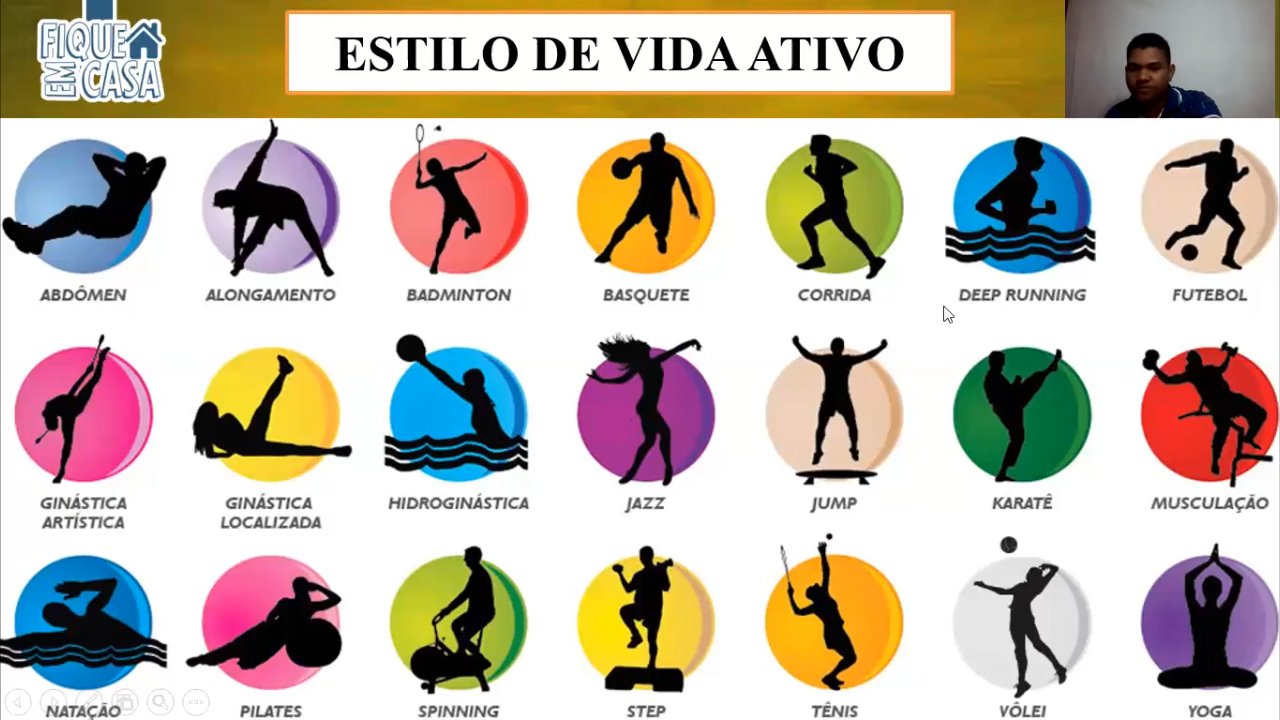 FIQUE
EM CASA
ESTILO DE VIDA ATIVO
ABDÔMEN
ALONGAMENTO
BADMINTON
BASQUETE
CORRIDA
DEEP RUNNING
FUTEBOL
GINÁSTICA
ARTÍSTICA
GINÁSTICA
LOCALIZADA
HIDROGINÁSTICA
JAZZ
JUMP
KARATÊ
MUSCULAÇÃO
NATAÇÃO
PILATES
SPINNING
STEP
TÊNIS
VÔLEI
YOGA